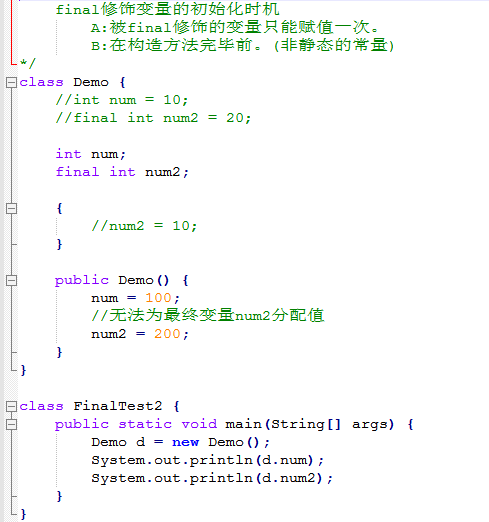 final修饰变量的初始化时机
A:被final修饰的变量只能赋值一次。
B:在构造方法完毕前。(非静态的常量)
*/
class Demo {
//int num = 10;
//final int num2 = 20;
int num;
final int num2;
{
//num2 = 10;
}
public Demo() {
num = 100;
//无法为最终变量num2分配值
num2 = 200;
}
}
class FinalTest2 {
public static void main(String[] args) {
Demo d = new Demo();
System.out.println(d.num);
System.out.println(d.num2);
}
}